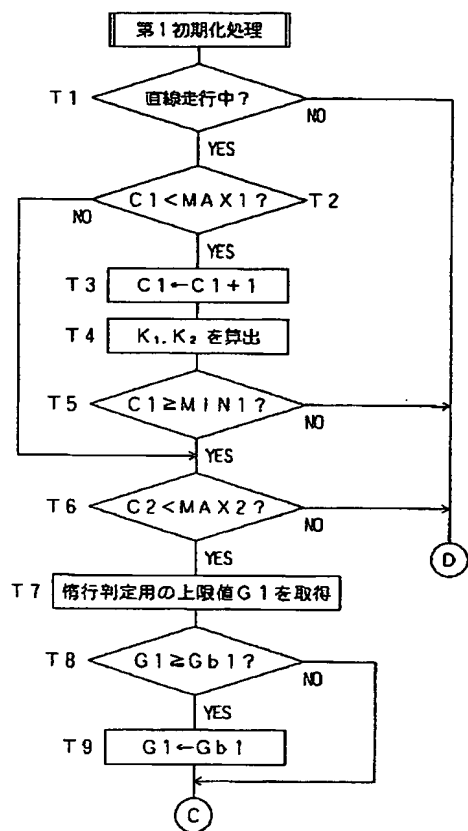 第1初期化処理
T1
直線走行中?
NO
YES
C1<MAX1?
T2
NO
YES
T3
C1←C1+1
T4
K₁,K₂ を算出
T5
C1≧MIN1?
NO
YES
T6
C2<MAX2?
NO
YES
D
T7
惰行判定用の上限値G1を取得
T8
G1≧Gb1?
NO
YES
T9
G1←Gb1
C